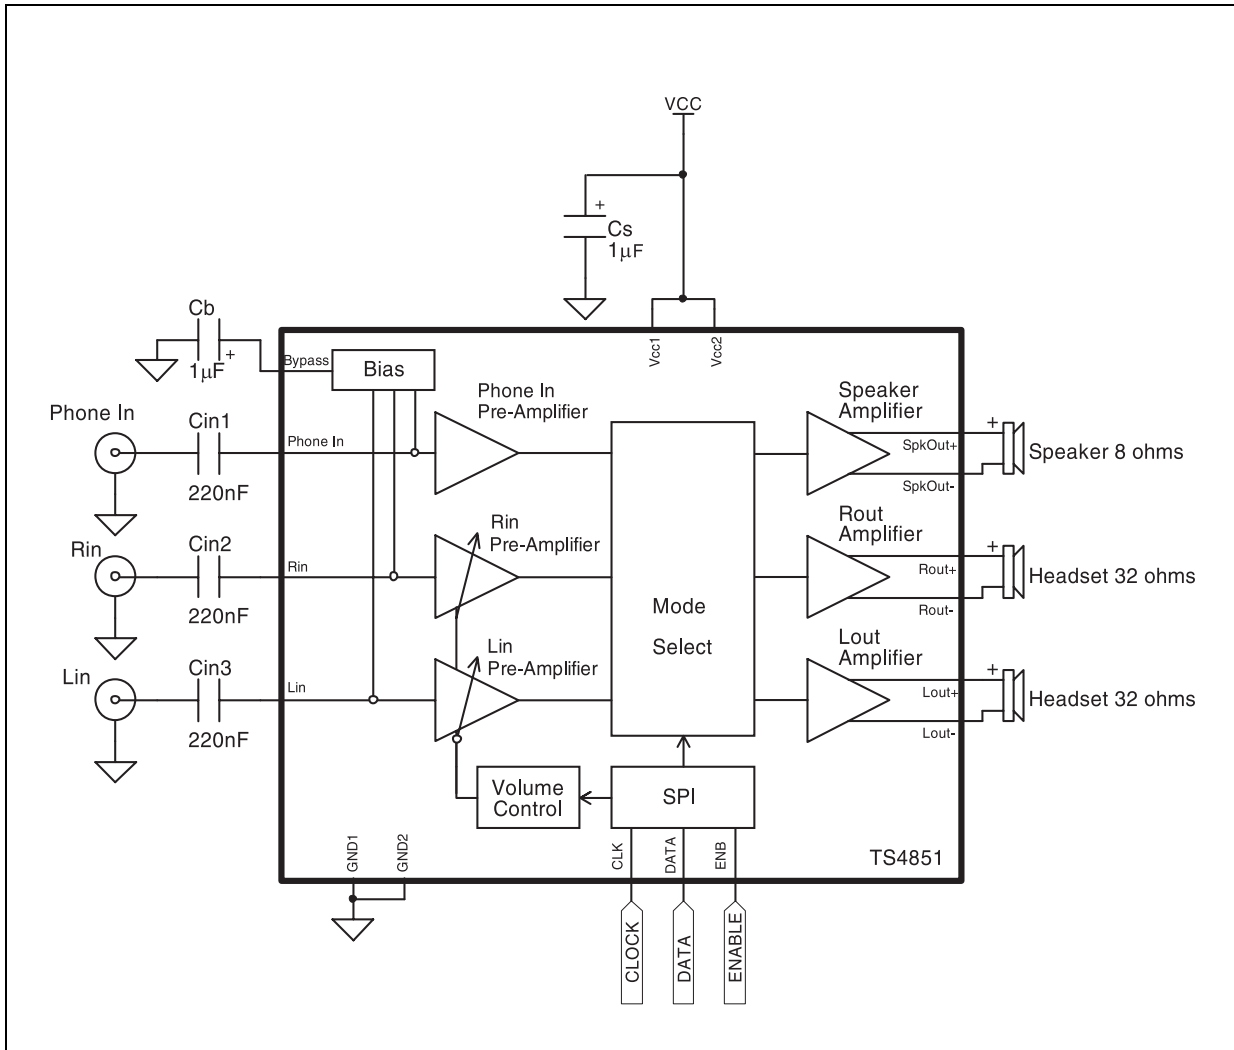 VCC
+
Cs
1µF
Cb
+
1µF
Vcc1
Vcc2
Bypass
Bias
Phone In
Cin1
220nF
Phone In
Phone In
Pre-Amplifier
Speaker
Amplifier
SpkOut+
SpkOut-
+
Speaker 8 ohms
Rin
Cin2
220nF
Rin
Rin
Pre-Amplifier
Mode
Select
Rout
Amplifier
Rout+
Rout-
+
Headset 32 ohms
Lin
Cin3
220nF
Lin
Lin
Pre-Amplifier
Lout
Amplifier
Lout+
Lout-
+
Headset 32 ohms
Volume
Control
SPI
GND1
GND2
CLK
DATA
ENB
TS4851
CLOCK
DATA
ENABLE